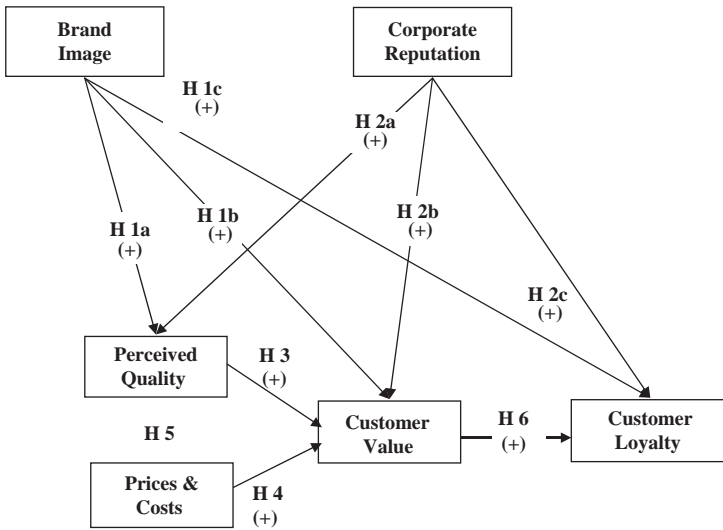 Brand
Image
Corporate
Reputation
H 1c
(+)
H 2a
(+)
H 1a
(+)
H 1b
(+)
H 2b
(+)
H 2c
(+)
Perceived
Quality
H 3
(+)
H 5
Customer
Value
H 6
(+)
Customer
Loyalty
Prices &
Costs
H 4
(+)